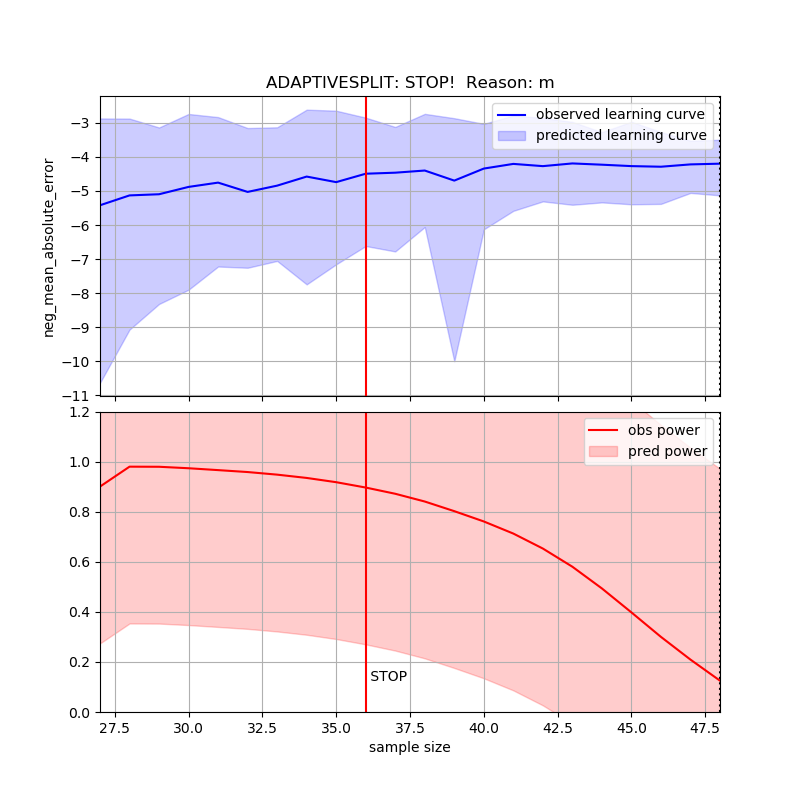 ADAPTIVESPLIT: STOP!  Reason: m
observed learning curve
predicted learning curve
neg_mean_absolute_error
−3
−4
−5
−6
−7
−8
−9
−10
−11
obs power
pred power
1.2
1.0
0.8
0.6
0.4
0.2
0.0
STOP
27.5 30.0 32.5 35.0 37.5 40.0 42.5 45.0 47.5
sample size